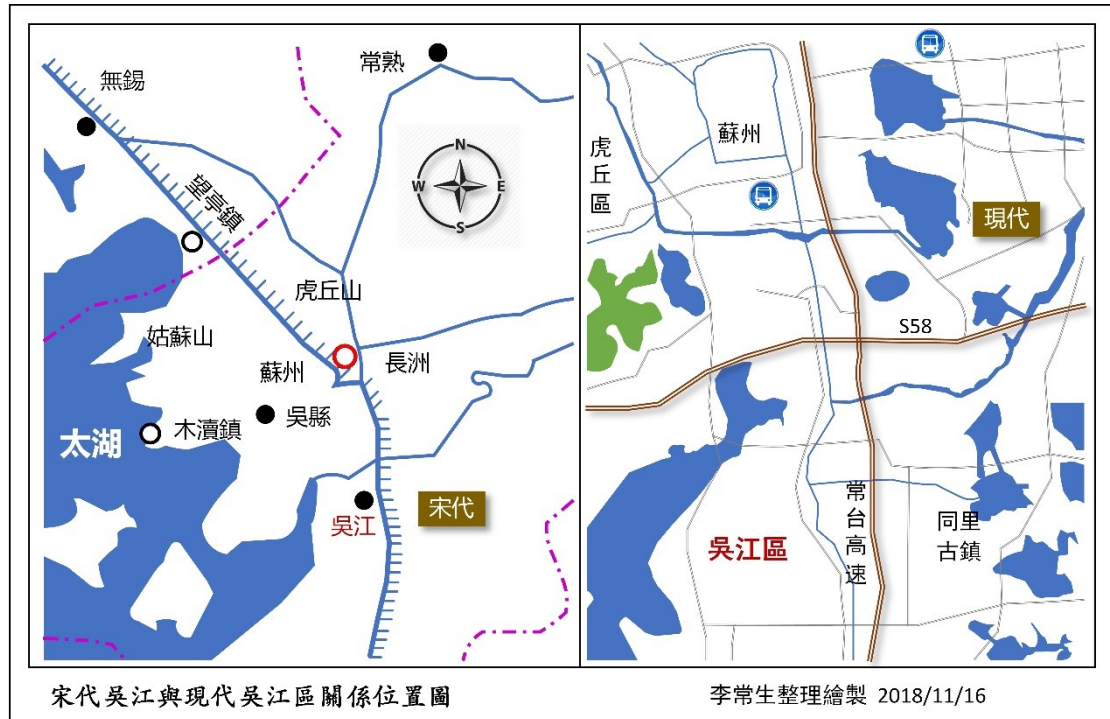 常熟
無錫
N
W
E
S
望亭鎮
虎丘山
姑蘇山
蘇州
長洲
吳縣
木瀆鎮
太湖
吳江
宋代
蘇州
虎丘區
現代
S58
吳江區
常台高速
同里
古鎮
宋代吳江與現代吳江區關係位置圖
李常生整理繪製 2018/11/16